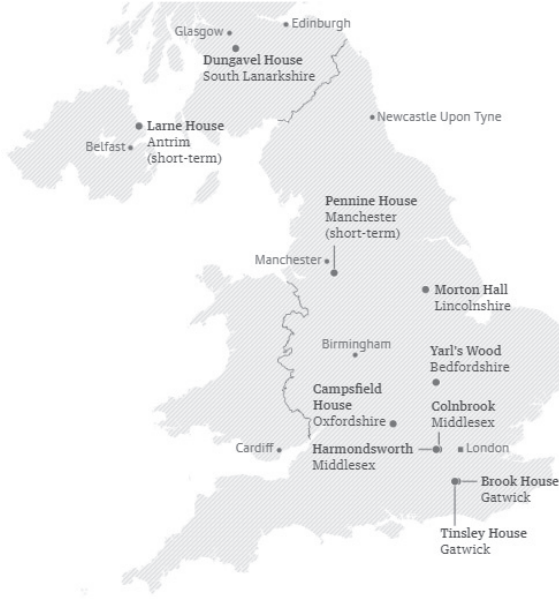 Edinburgh
Glasgow
Dungavel House
South Lanarkshire
Newcastle Upon Tyne
Larne House
Antrim
(short-term)
Belfast
Pennine House
Manchester
(short-term)
Manchester
Morton Hall
Lincolnshire
Birmingham
Yarl's Wood
Bedfordshire
Campsfield
House
Oxfordshire
Colnbrook
Middlesex
Cardiff
Harmondsworth
Middlesex
London
Brook House
Gatwick
Tinsley House
Gatwick